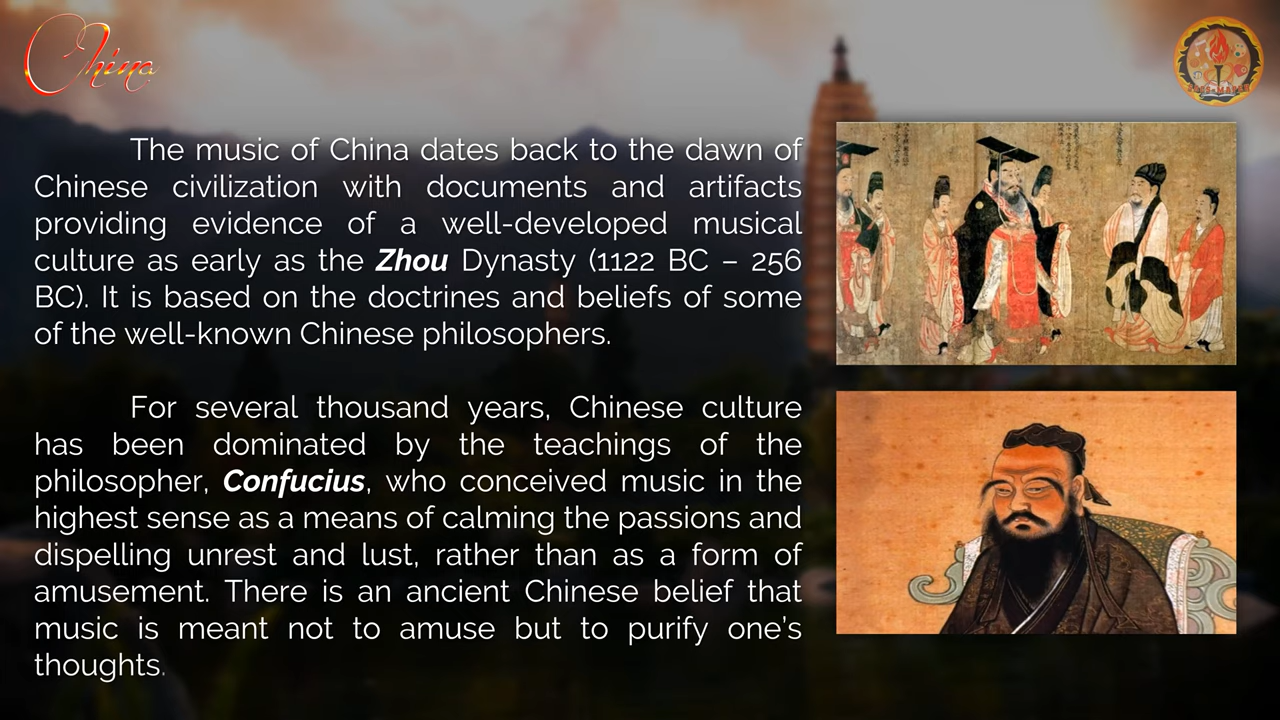 China
The music of China dates back to the dawn of
Chinese civilization with documents and artifacts
providing evidence of a well-developed musical
culture as early as the Zhou Dynasty (1122 BC – 256
BC). It is based on the doctrines and beliefs of some
of the well-known Chinese philosophers.
For several thousand years, Chinese culture
has been dominated by the teachings of the
philosopher, Confucius, who conceived music in the
highest sense as a means of calming the passions and
dispelling unrest and lust, rather than as a form of
amusement. There is an ancient Chinese belief that
music is meant not to amuse but to purify one's
thoughts.